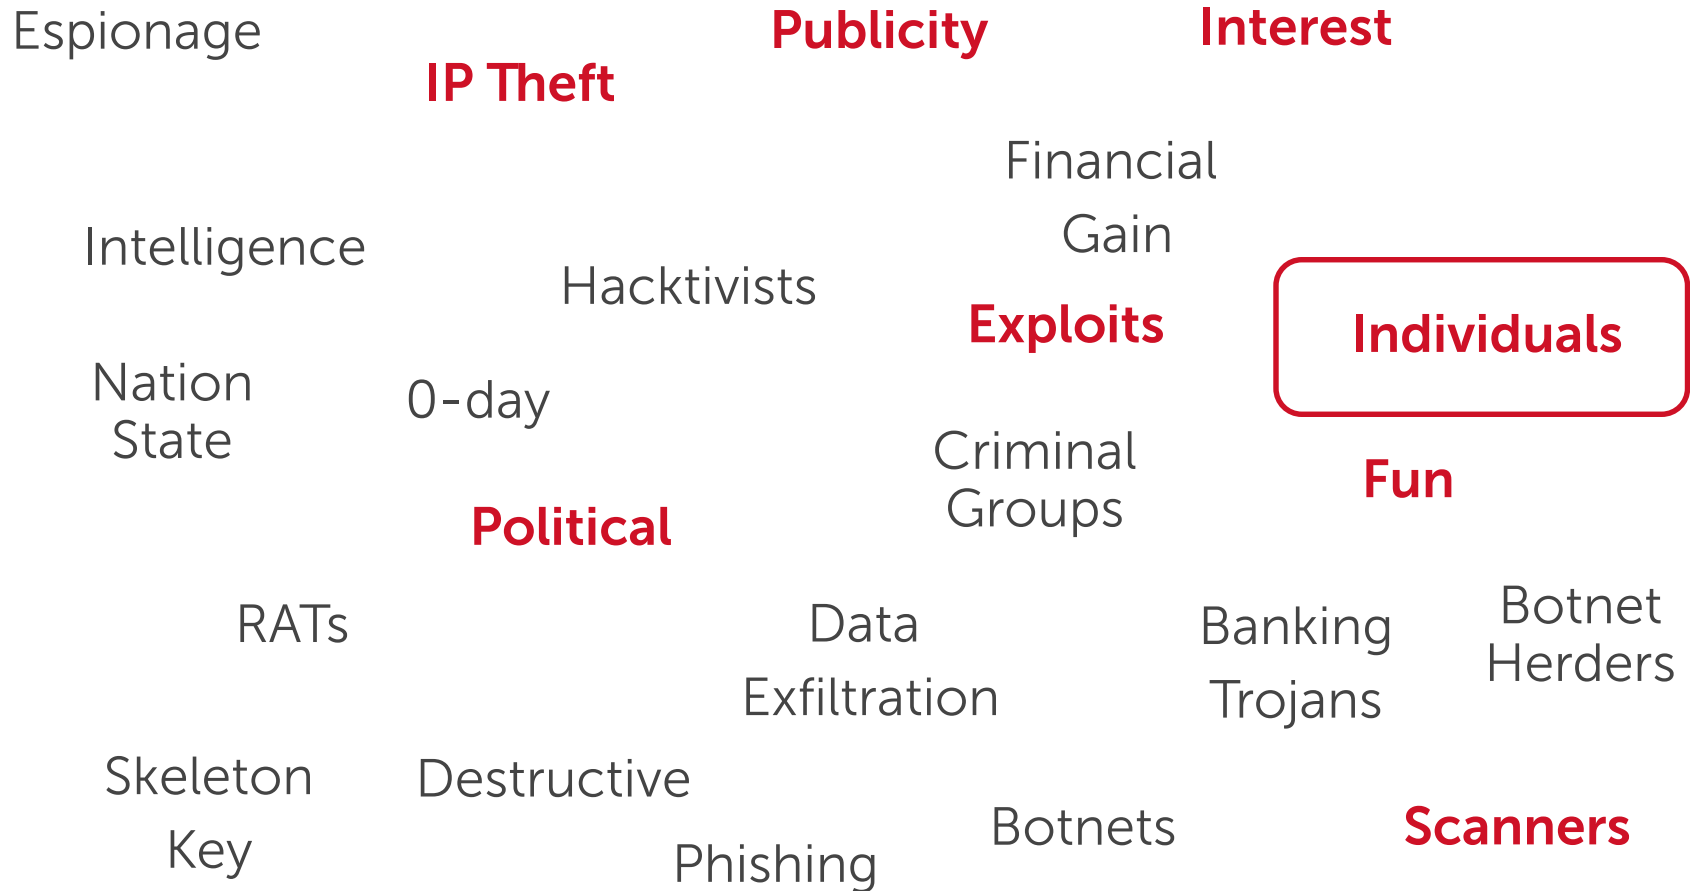 Espionage
Publicity
Interest
IP Theft
Financial
Gain
Intelligence
Hacktivists
Exploits
Individuals
Nation
State
0-day
Criminal
Groups
Fun
Political
RATs
Data
Exfiltration
Banking
Trojans
Botnet
Herders
Skeleton
Key
Destructive
Phishing
Botnets
Scanners